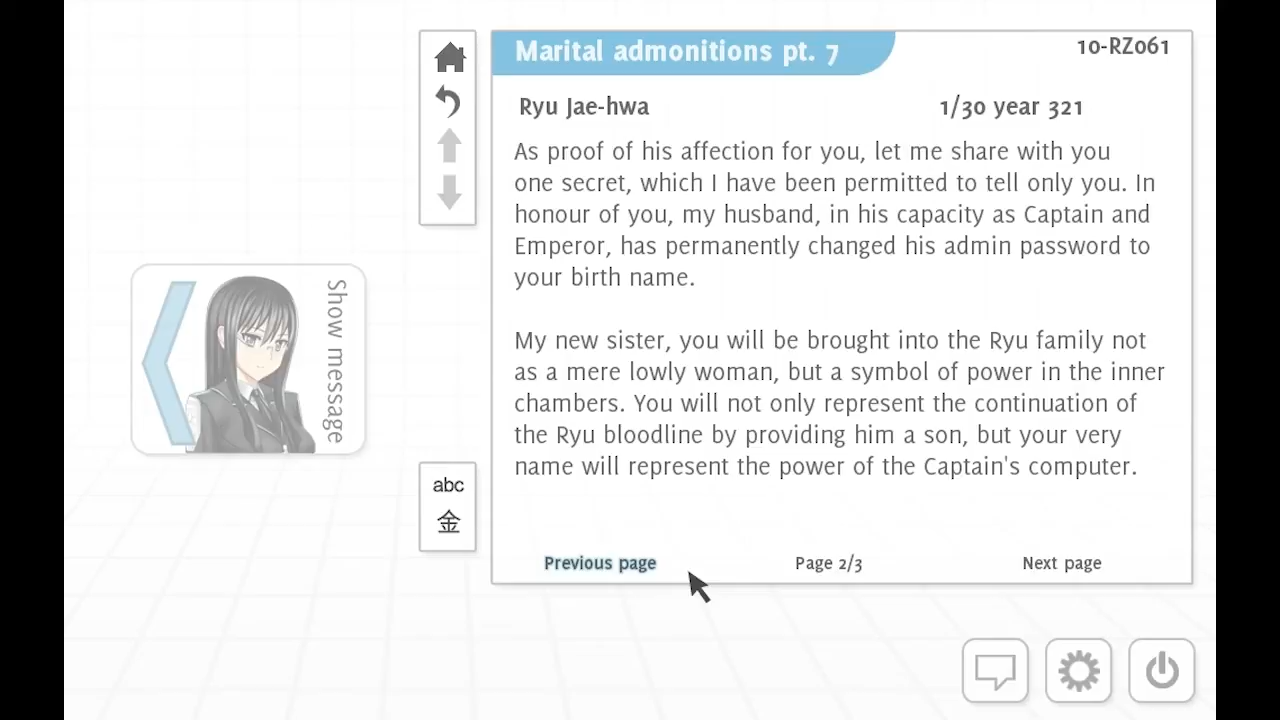 Marital admonitions pt. 7
10-RZ061
Ryu Jae-hwa
1/30 year 321
As proof of his affection for you, let me share with you
one secret, which I have been permitted to tell only you. In
honour of you, my husband, in his capacity as Captain and
Emperor, has permanently changed his admin password to
your birth name.
My new sister, you will be brought into the Ryu family not
as a mere lowly woman, but a symbol of power in the inner
chambers. You will not only represent the continuation of
the Ryu bloodline by providing him a son, but your very
name will represent the power of the Captain's computer.
Show message
abc
金
Previous page
Page 2/3
Next page